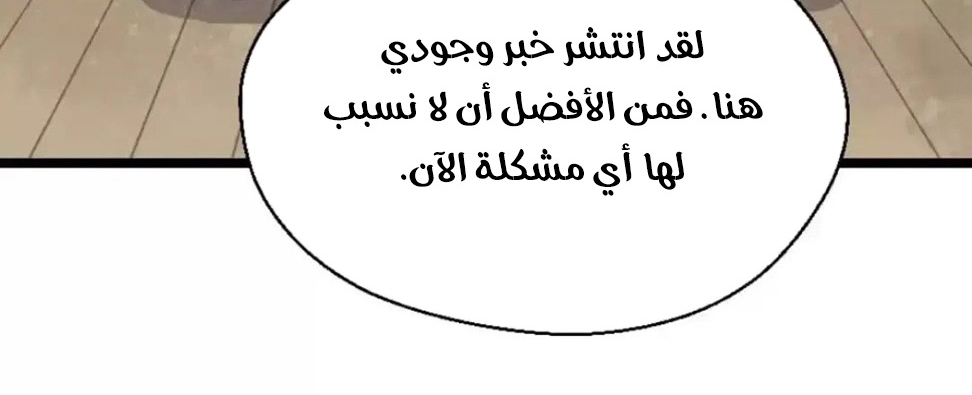 لقد انتشر خبر وجودي
هنا. فمن الأفضل أن لا نسبب
لها أي مشكلة الآن.